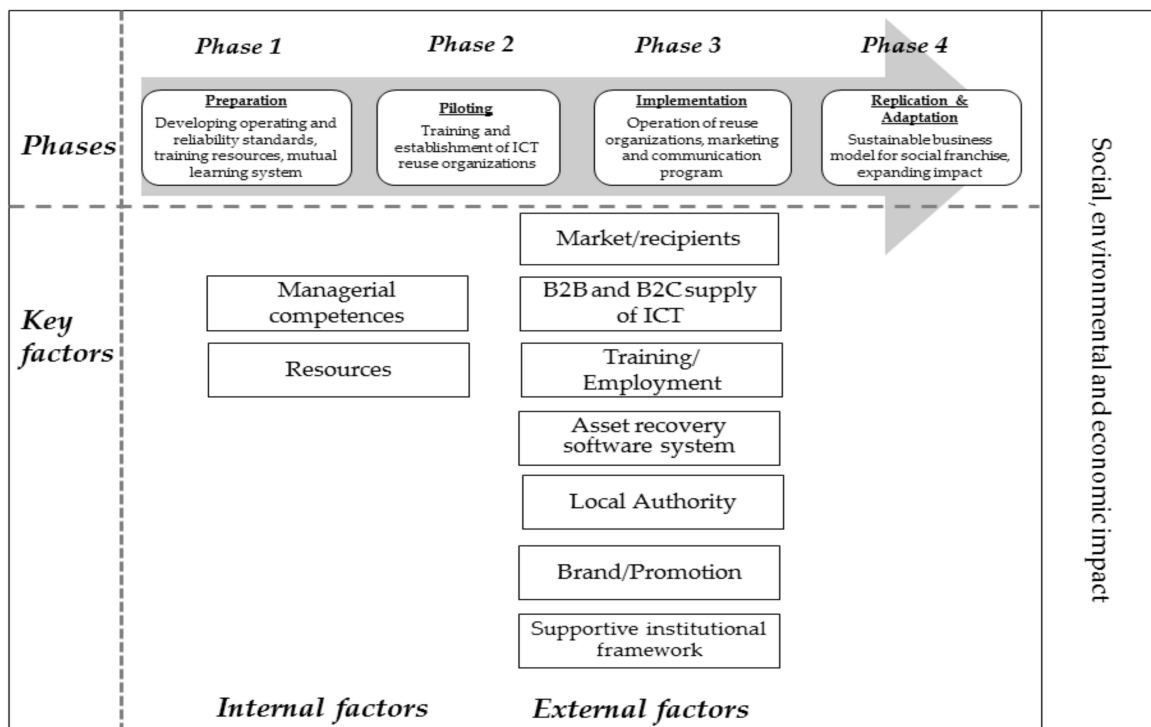 Phase 1
Phase 2
Phase 3
Phase 4
Phases
Preparation
Developing operating and
reliability standards,
training resources, mutual
learning system
Piloting
Training and
establishment of ICT
reuse organizations
Implementation
Operation of reuse
organizations, marketing
and communication
program
Replication &
Adaptation
Sustainable business
model for social franchise,
expanding impact
Key
factors
Managerial
competences
Resources
Internal factors
Market/recipients
B2B and B2C supply
of ICT
Training/
Employment
Asset recovery
software system
Local Authority
Brand/Promotion
Supportive institutional
framework
External factors
Social, environmental and economic impact